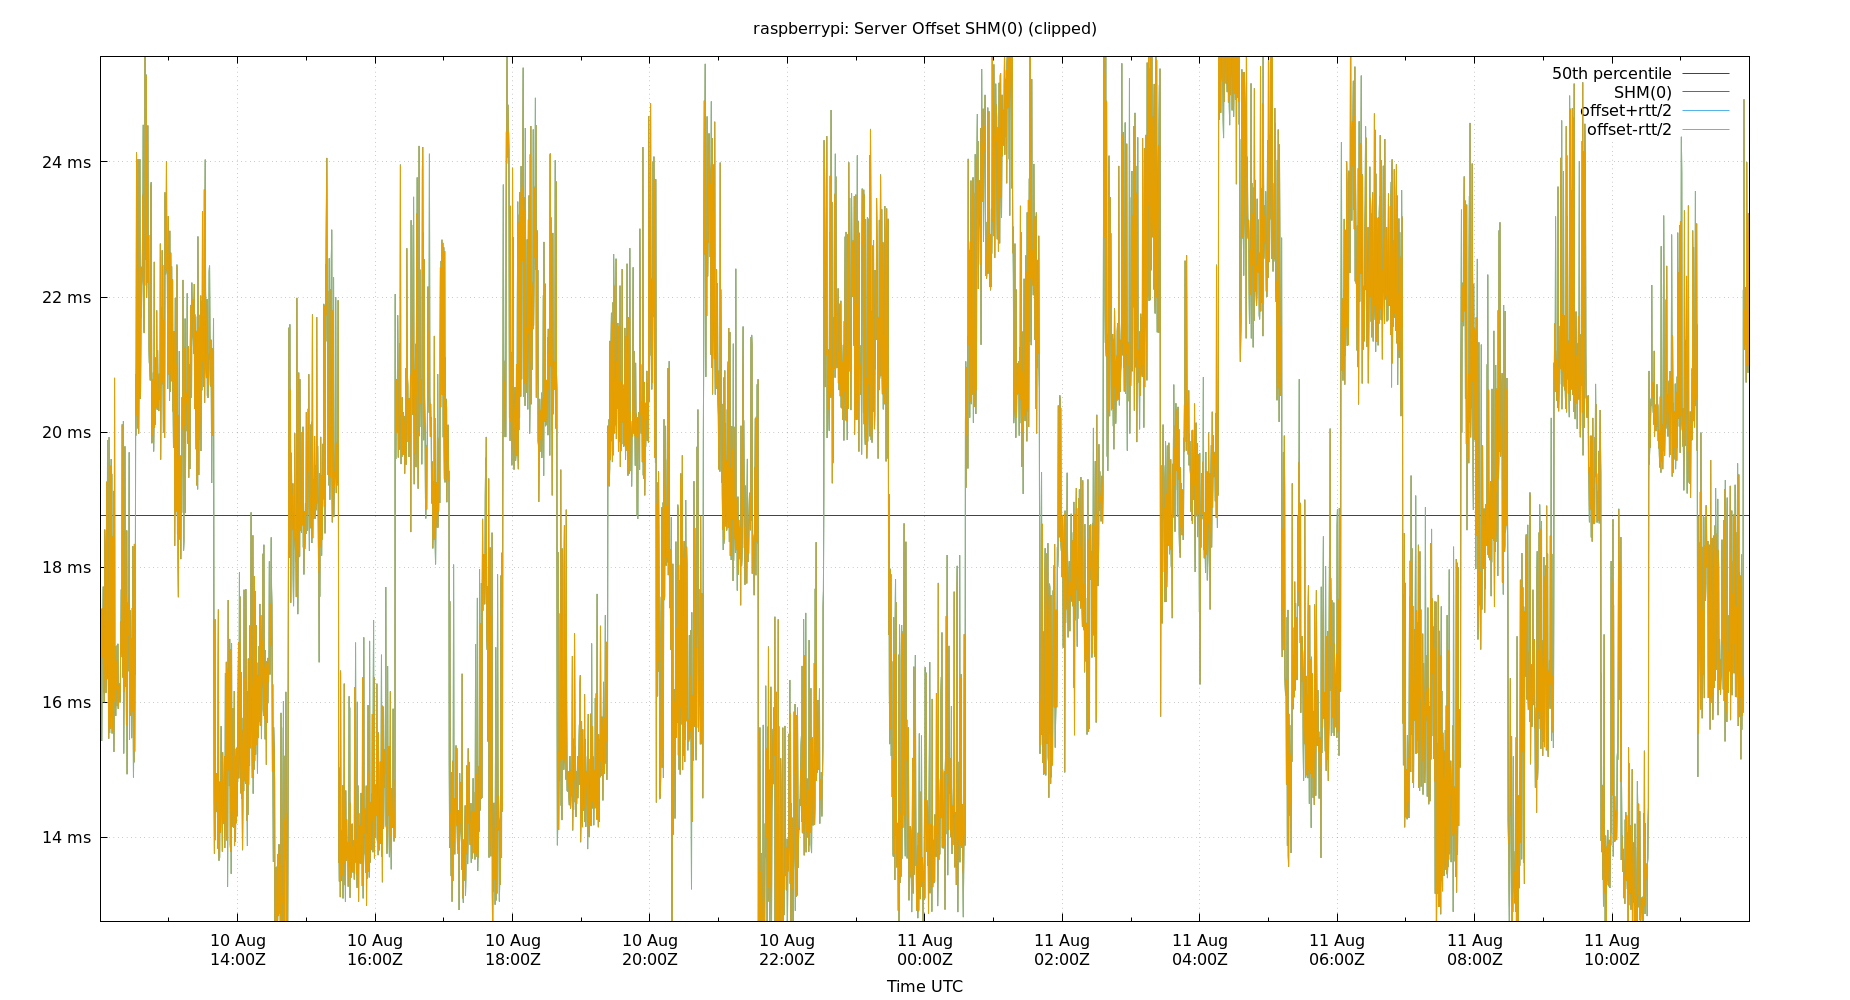 raspberrypi: Server Offset SHM(0) (clipped)
50th percentile
SHM(0)
offset+rtt/2
offset-rtt/2
24 ms
22 ms
20 ms
18 ms
16 ms
14 ms
10 Aug 10 Aug 10 Aug 10 Aug 10 Aug 11 Aug 11 Aug 11 Aug 11 Aug 11 Aug 11 Aug
14:00Z 16:00Z 18:00Z 20:00Z 22:00Z 00:00Z 02:00Z 04:00Z 06:00Z 08:00Z 10:00Z
Time UTC